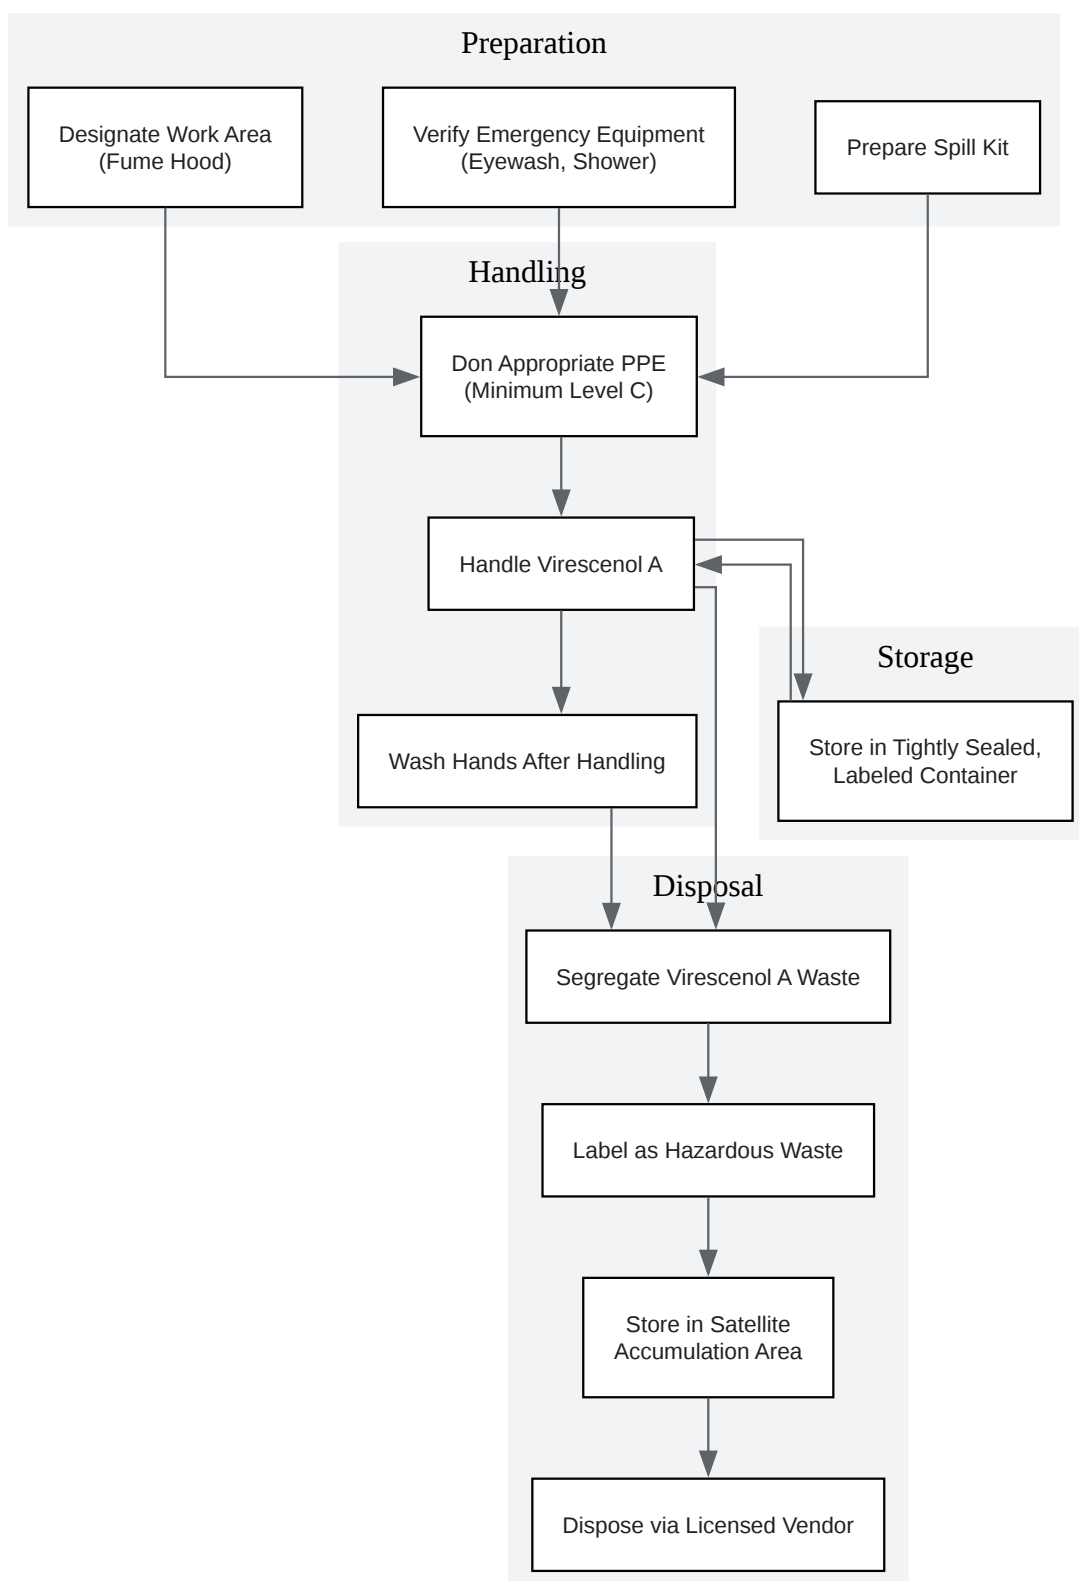 Preparation
Designate Work Area
(Fume Hood)
Verify Emergency Equipment
(Eyewash, Shower)
Prepare Spill Kit
Handling
Don Appropriate PPE
(Minimum Level C)
Handle Virescenol A
Wash Hands After Handling
Storage
Store in Tightly Sealed,
Labeled Container
Disposal
Segregate Virescenol A Waste
Label as Hazardous Waste
Store in Satellite
Accumulation Area
Dispose via Licensed Vendor